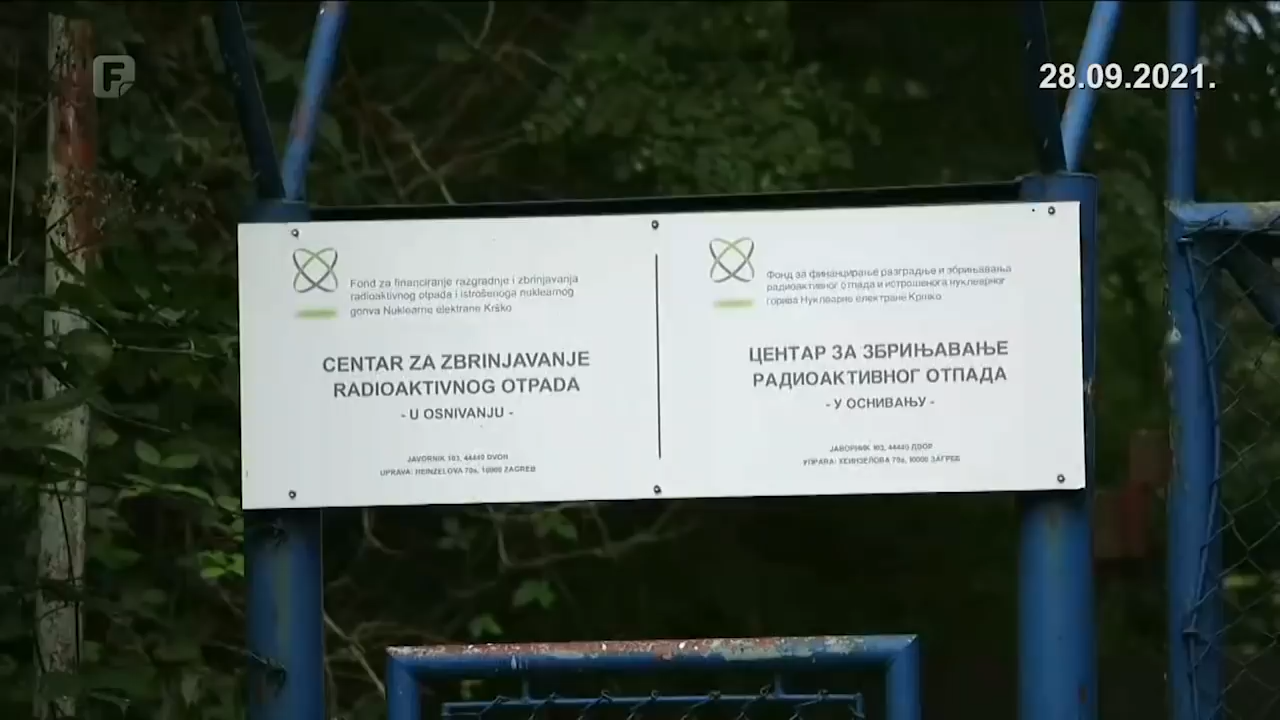 F
28.09.2021.
Fond za financiranje razgradnje i zbrinjavanja
radioaktivnog otpada i istrošenoga nuklearnog
goriva Nuklearne elektrane Krško
CENTAR ZA ZBRINJAVANJE
RADIOAKTIVNOG OTPADA
- U OSNIVANJU -
JAVORNIK 103, 44440 DVOR
UPRAVA: HEINZELOVA 70a, 10000 ZAGREB
Фонд за финанцирање разградње и збрињавања
радиоактивног отпада и истрошенога нуклеарног
горива Нуклеарне електране Кршко
ЦЕНТАР ЗА ЗБРИЊАВАЊЕ
РАДИОАКТИВНОГ ОТПАДА
- У ОСНИВАЊУ -
ЈАВОРНИК 103, 44440 ДВОР
УПРАВА: ХЕИНЗЕЛОВА 70а, 10000 ЗАГРЕБ